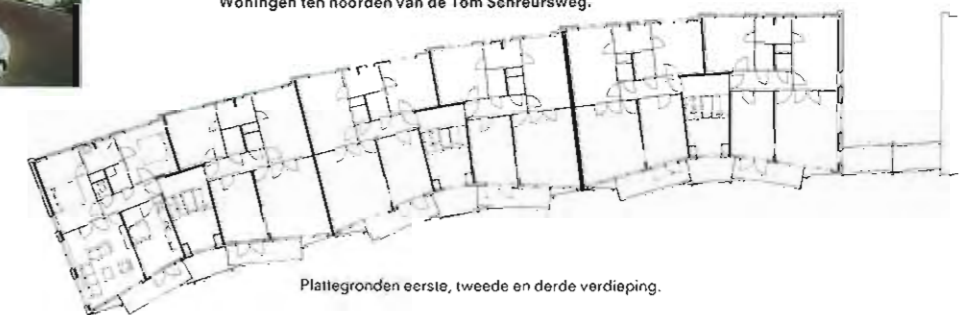 Woningen ten noorden van de Tom Schreursweg.
Plattegronden eerste, tweede en derde verdieping.